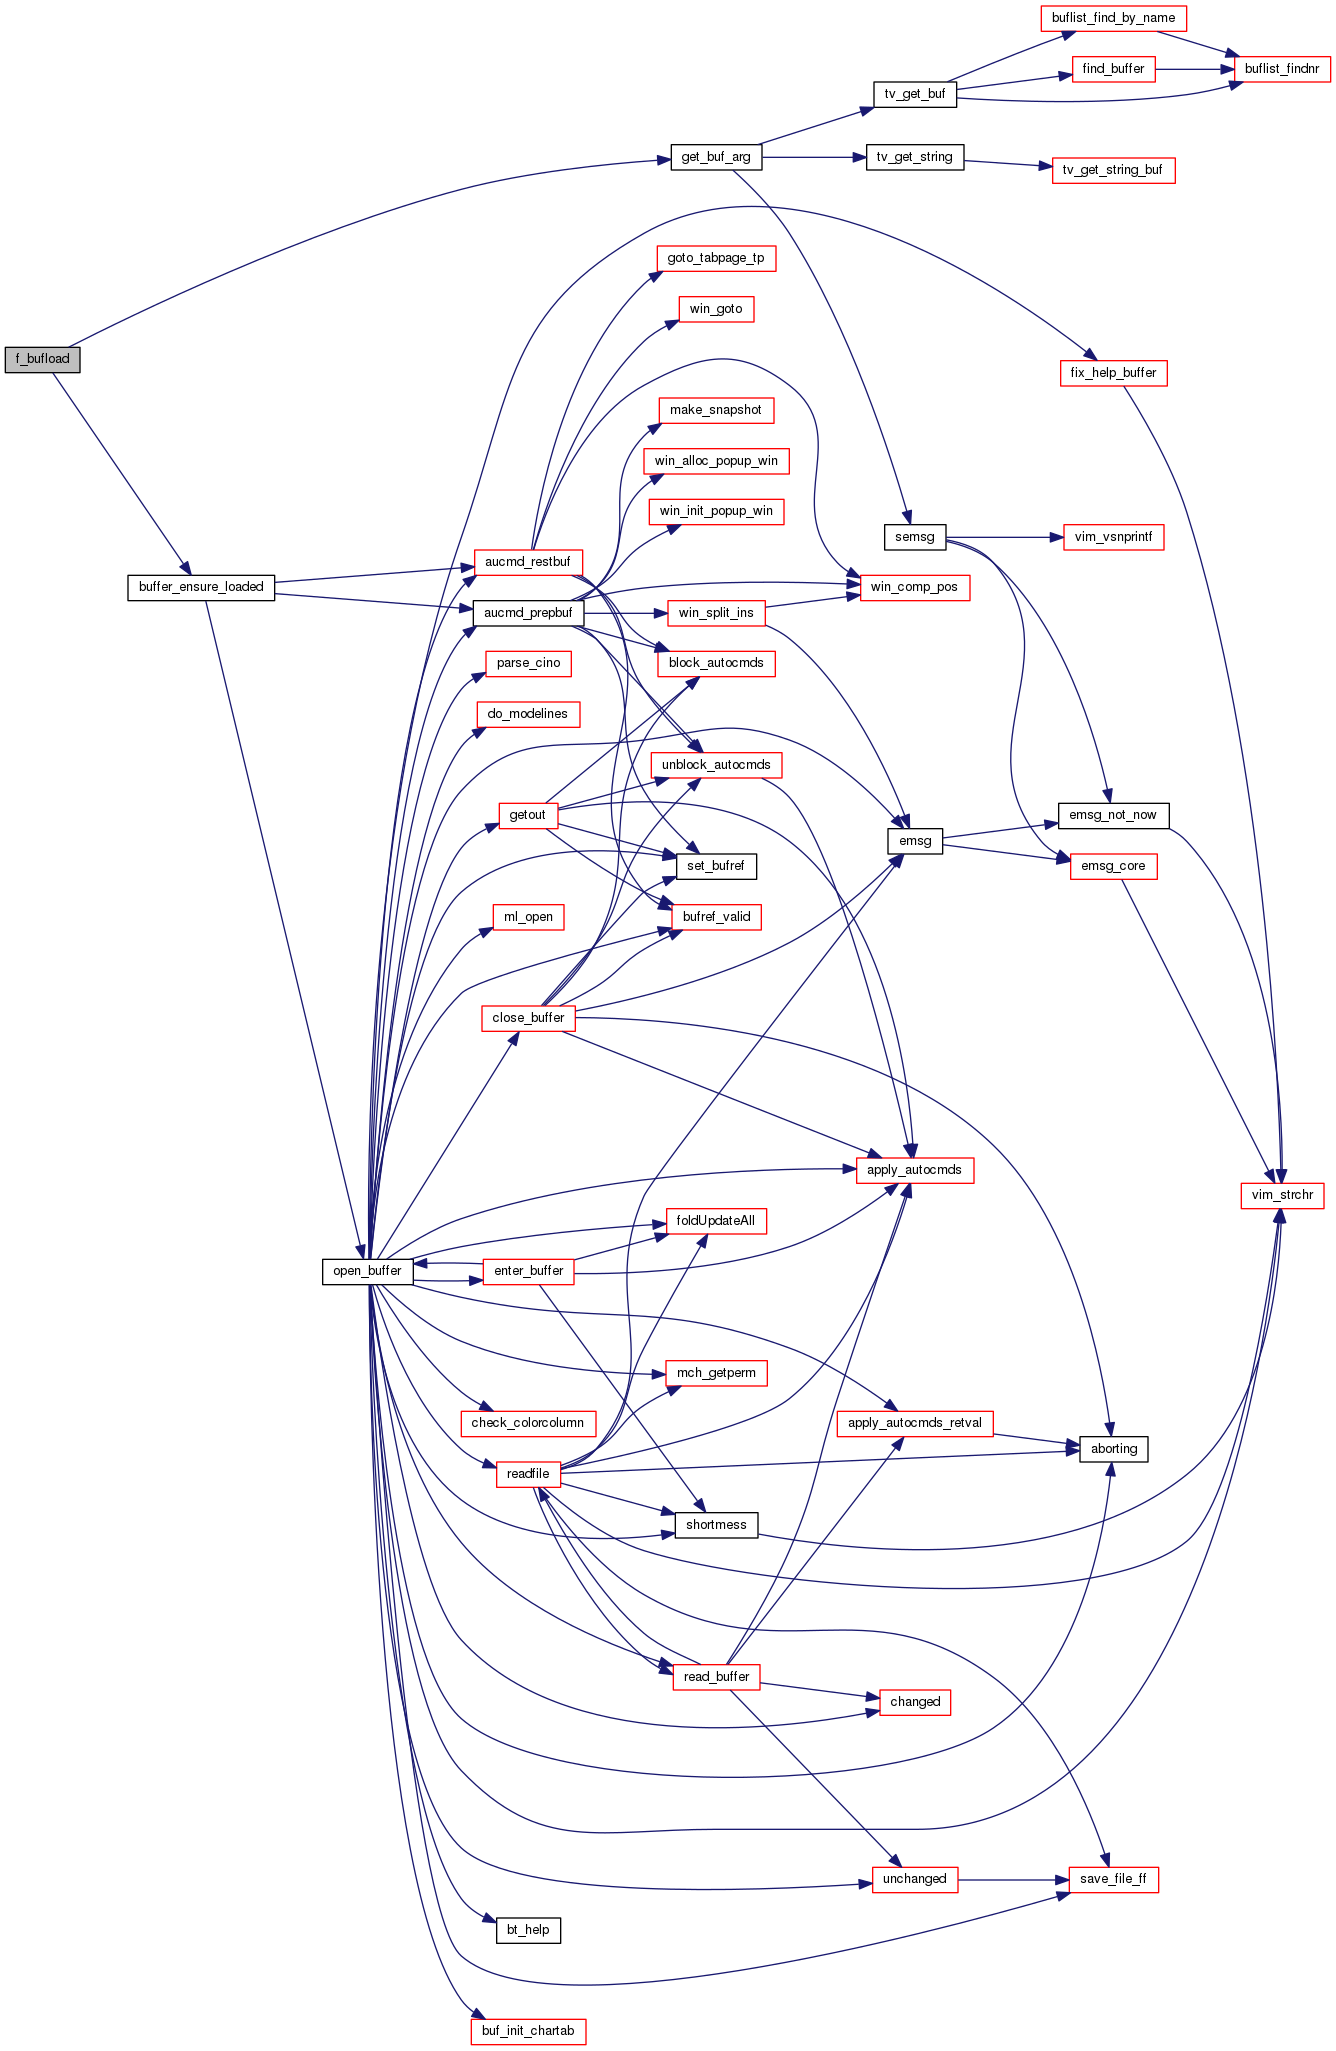 buflist_find_by_name
find_buffer
buflist_findnr
tv_get_buf
get_buf_arg
tv_get_string
tv_get_string_buf
goto_tabpage_tp
win_goto
f_bufload
fix_help_buffer
make_snapshot
win_alloc_popup_win
win_init_popup_win
semsg
vim_vsnprintf
aucmd_restbuf
buffer_ensure_loaded
win_comp_pos
aucmd_prepbuf
win_split_ins
parse_cino
block_autocmds
do_modelines
unblock_autocmds
getout
emsg_not_now
emsg
set_bufref
emsg_core
ml_open
bufref_valid
close_buffer
apply_autocmds
vim_strchr
foldUpdateAll
open_buffer
enter_buffer
mch_getperm
check_colorcolumn
apply_autocmds_retval
aborting
readfile
shortmess
read_buffer
changed
unchanged
save_file_ff
bt_help
buf_init_chartab